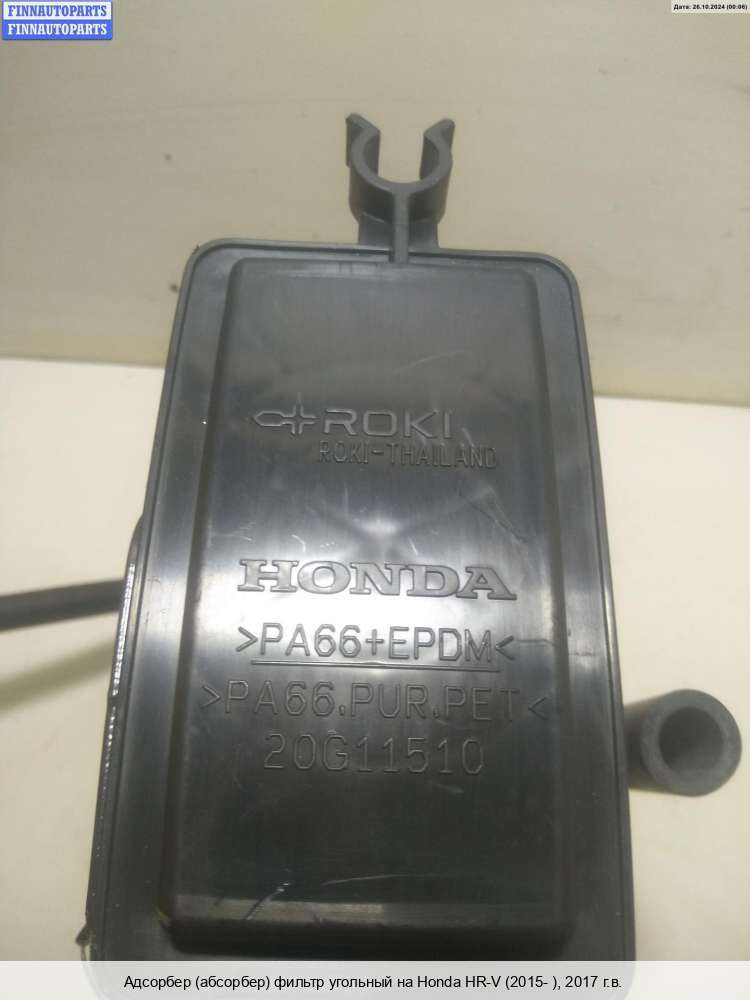 FINNAUTOPARTS
FINNAUTOPARTS
Дата: 26.10.2024 (00:06)
ROKI
ROKI-THAILAND
HONDA
>PA66+EPDM<
>PA66.PUR.PET<
20G11510
Адсорбер (абсорбер) фильтр угольный на Honda HR-V (2015- ), 2017 г.в.